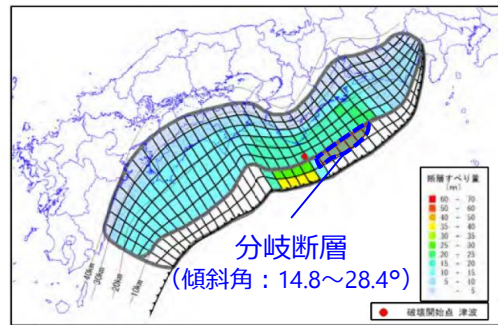 40km
30km
20km
10km
分岐断層
(傾斜角:14.8~28.4°)
断層すべり量
(m)
60 - 70
50 - 60
40 - 50
35 - 40
30 - 35
25 - 30
20 - 25
15 - 20
10 - 15
5 - 10
- 5
破壊開始点 津波